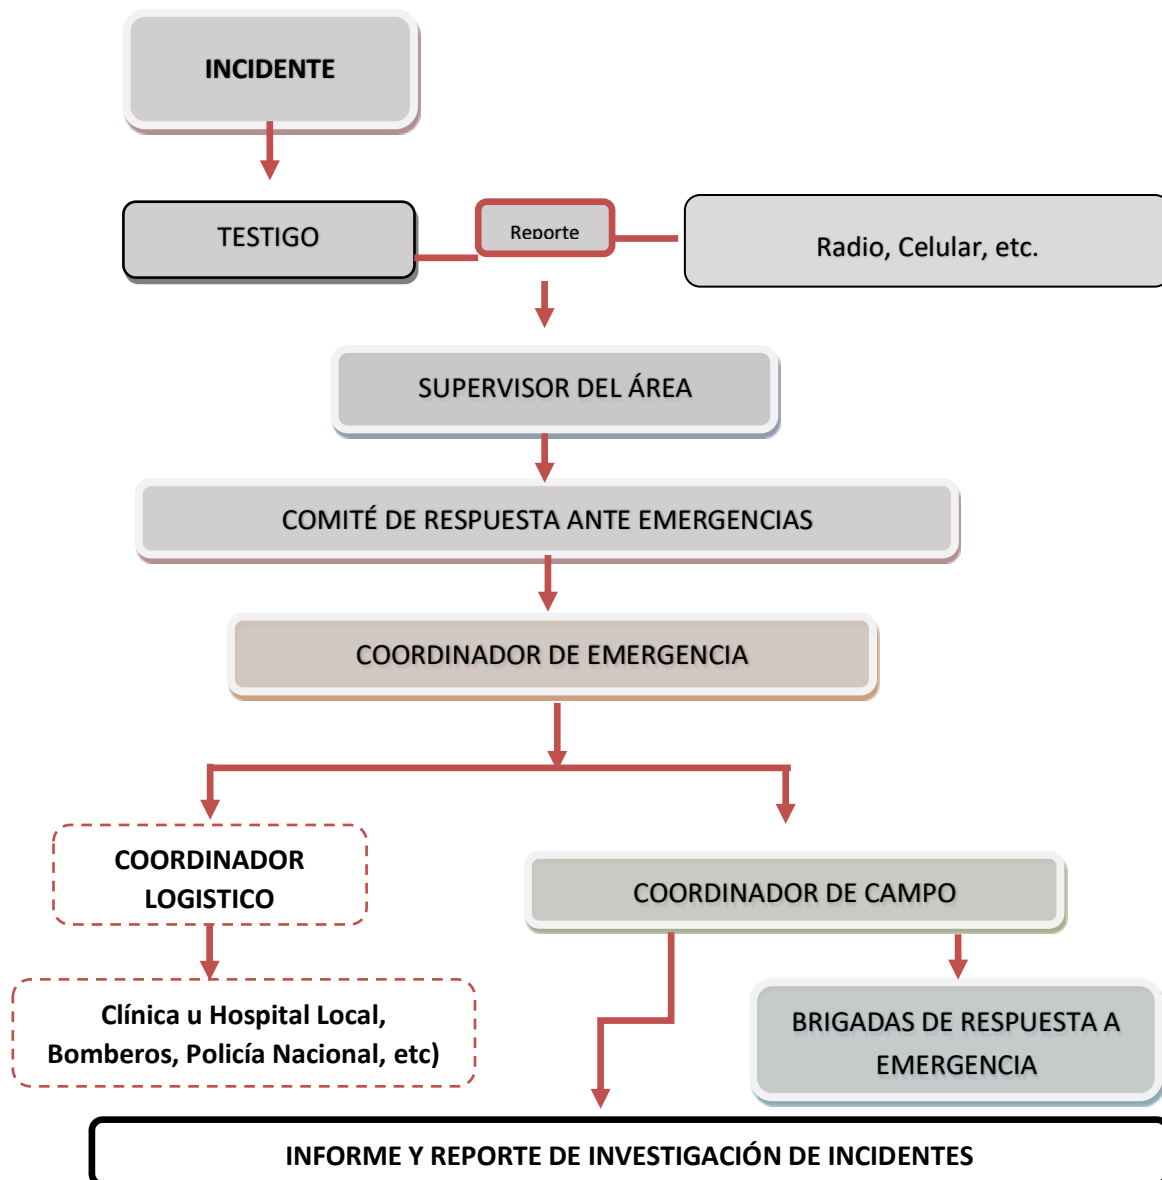 INCIDENTE
TESTIGO
Reporte
Radio, Celular, etc.
SUPERVISOR DEL ÁREA
COMITÉ DE RESPUESTA ANTE EMERGENCIAS
COORDINADOR DE EMERGENCIA
COORDINADOR
LOGISTICO
COORDINADOR DE CAMPO
Clínica u Hospital Local,
Bomberos, Policía Nacional, etc)
BRIGADAS DE RESPUESTA A
EMERGENCIA
INFORME Y REPORTE DE INVESTIGACIÓN DE INCIDENTES